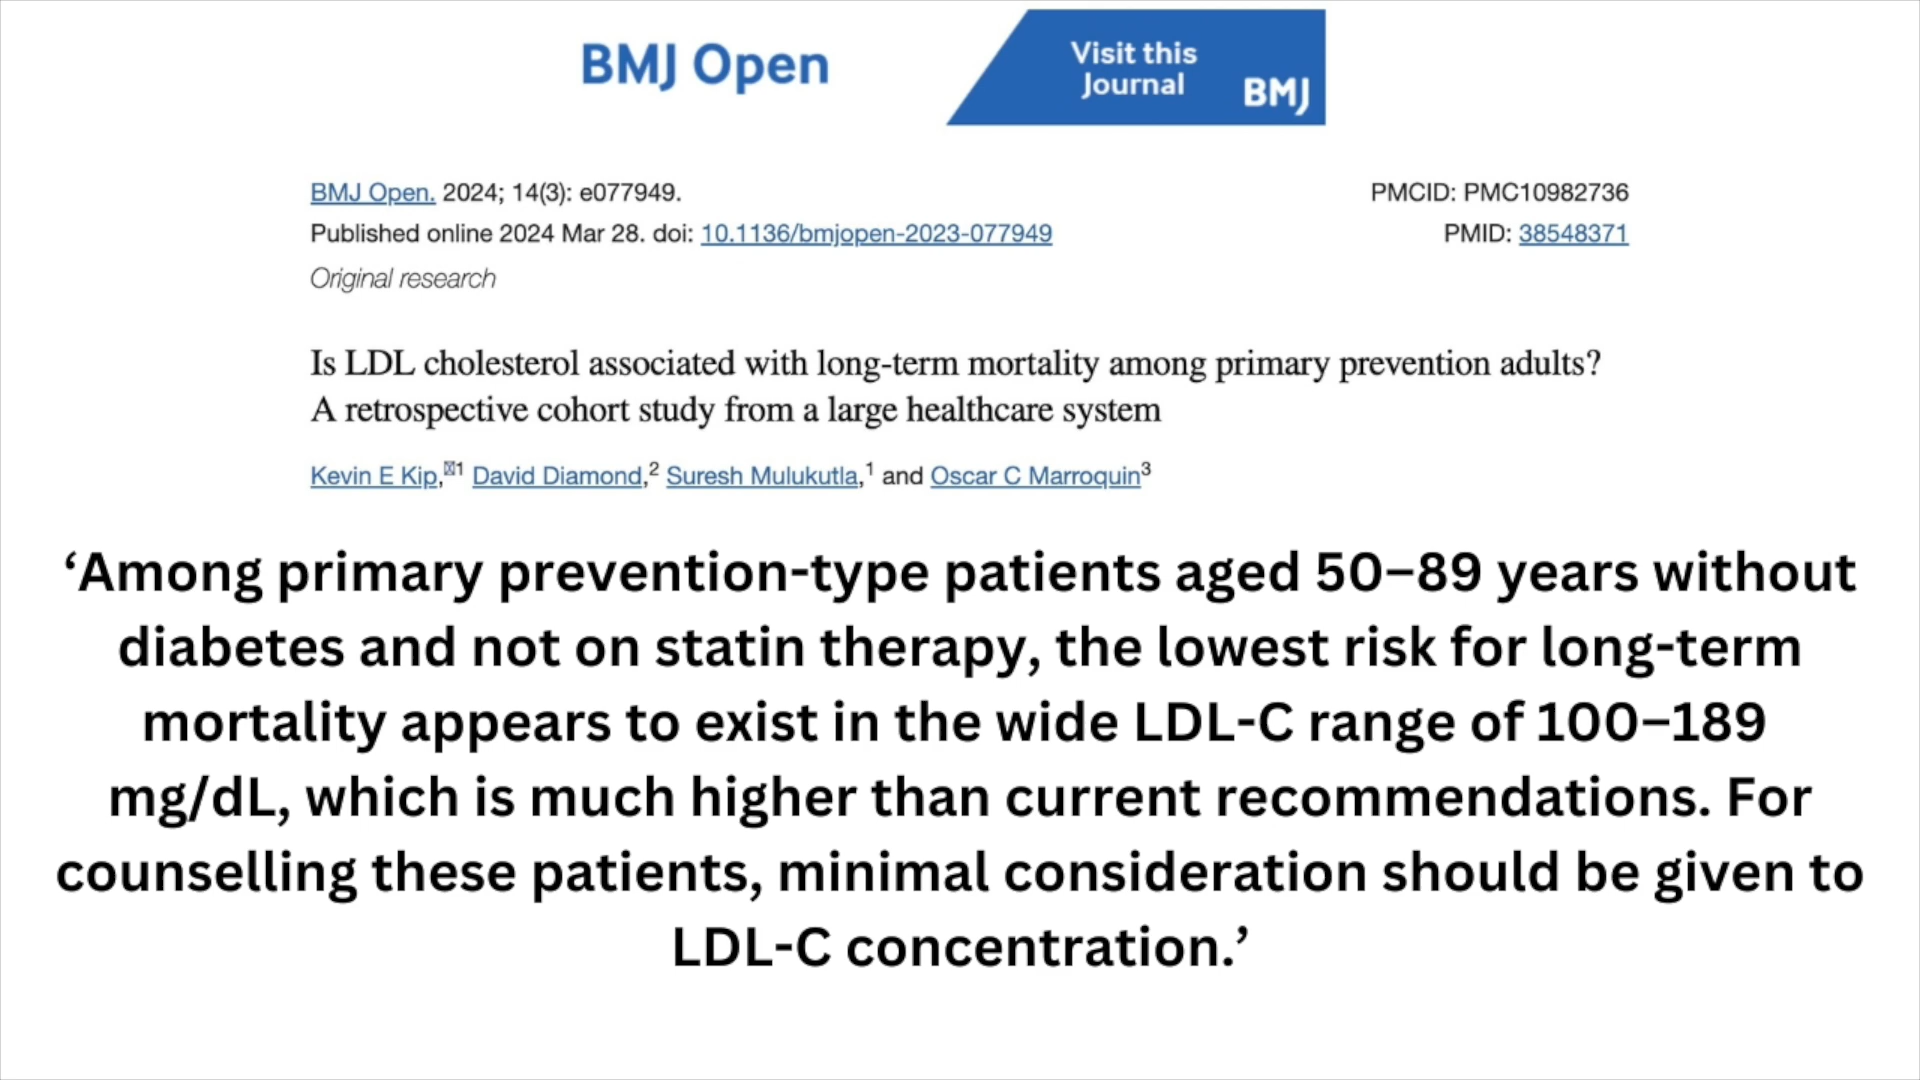 BMJ Open
Visit this
Journal
BMJ
BMJ Open. 2024; 14(3): e077949.
PMCID: PMC10982736
Published online 2024 Mar 28. doi: 10.1136/bmjopen-2023-077949
PMID: 38548371
Original research
Is LDL cholesterol associated with long-term mortality among primary prevention adults?
A retrospective cohort study from a large healthcare system
Kevin E Kip,1 David Diamond,2 Suresh Mulukutla,1 and Oscar C Marroquin3
‘Among primary prevention-type patients aged 50–89 years without
diabetes and not on statin therapy, the lowest risk for long-term
mortality appears to exist in the wide LDL-C range of 100–189
mg/dL, which is much higher than current recommendations. For
counselling these patients, minimal consideration should be given to
LDL-C concentration.’